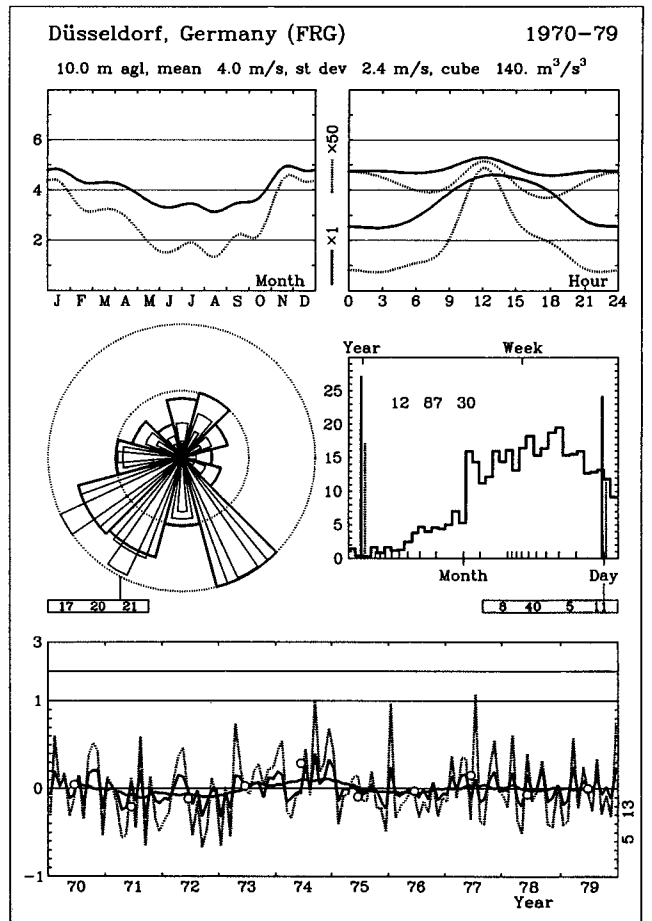 Düsseldorf, Germany (FRG) 1970-79
10.0 m agl, mean 4.0 m/s, st dev 2.4 m/s, cube 140. m³/s³
6
4
2
Month
J F M A M J J A S O N D
×1 ×50
Hour
0 3 6 9 12 15 18 21 24
Year Week
25
20
15
10
5
0
12 87 30
Month Day
17 20 21
8 40 5 11
3
1
0
-1
5 13
70 71 72 73 74 75 76 77 78 79
Year